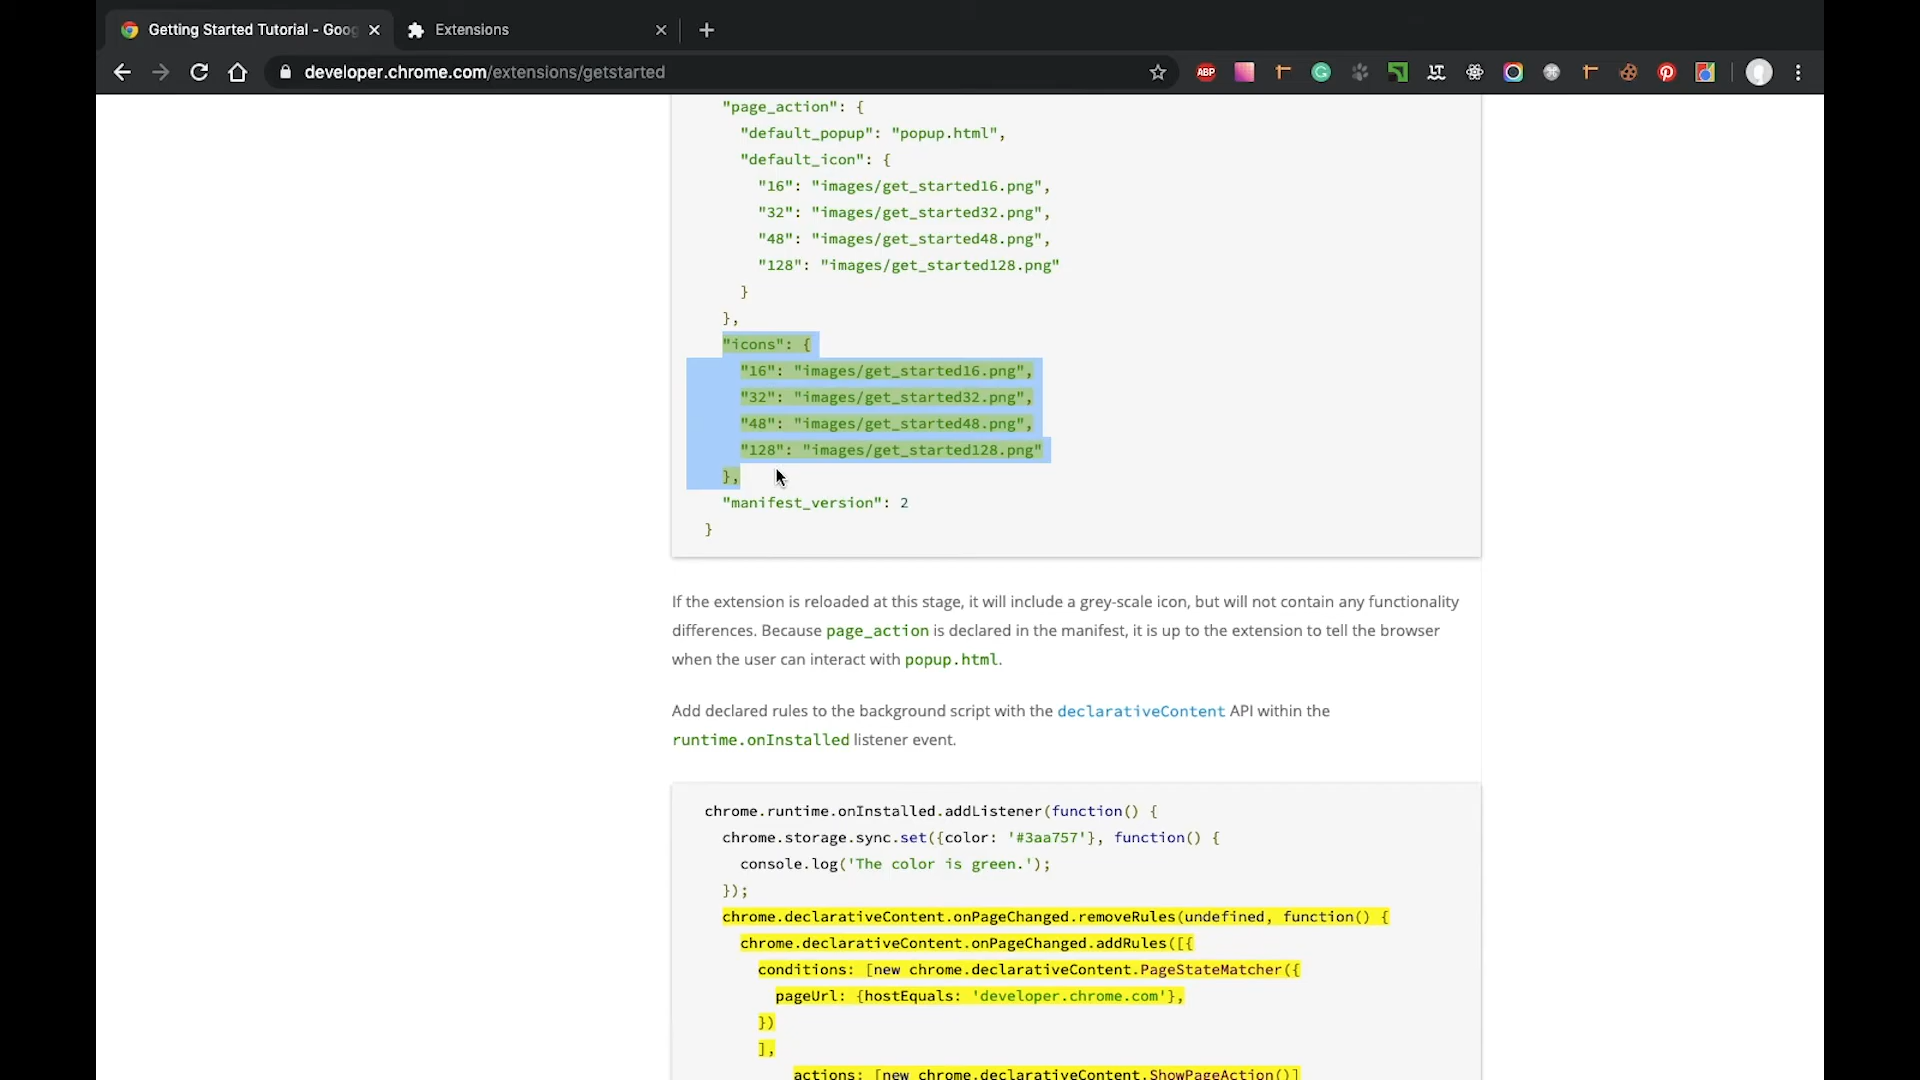 Getting Started Tutorial - Goog
Extensions
developer.chrome.com/extensions/getstarted
ABP
"page_action": {
"default_popup": "popup.html",
"default_icon": {
"16": "images/get_started16.png",
"32": "images/get_started32.png",
"48": "images/get_started48.png",
"128": "images/get_started128.png"
}
},
"icons": {
"16": "images/get_started16.png",
"32": "images/get_started32.png",
"48": "images/get_started48.png",
"128": "images/get_started128.png"
},
"manifest_version": 2
}
If the extension is reloaded at this stage, it will include a grey-scale icon, but will not contain any functionality
differences. Because page_action is declared in the manifest, it is up to the extension to tell the browser
when the user can interact with popup.html.
Add declared rules to the background script with the declarativeContent API within the
runtime.onInstalled listener event.
chrome.runtime.onInstalled.addListener(function() {
chrome.storage.sync.set({color: '#3aa757'}, function() {
console.log('The color is green.');
});
chrome.declarativeContent.onPageChanged.removeRules(undefined, function() {
chrome.declarativeContent.onPageChanged.addRules([{
conditions: [new chrome.declarativeContent.PageStateMatcher({
pageUrl: {hostEquals: 'developer.chrome.com'},
})
],
actions: [new chrome.declarativeContent.ShowPageAction()]